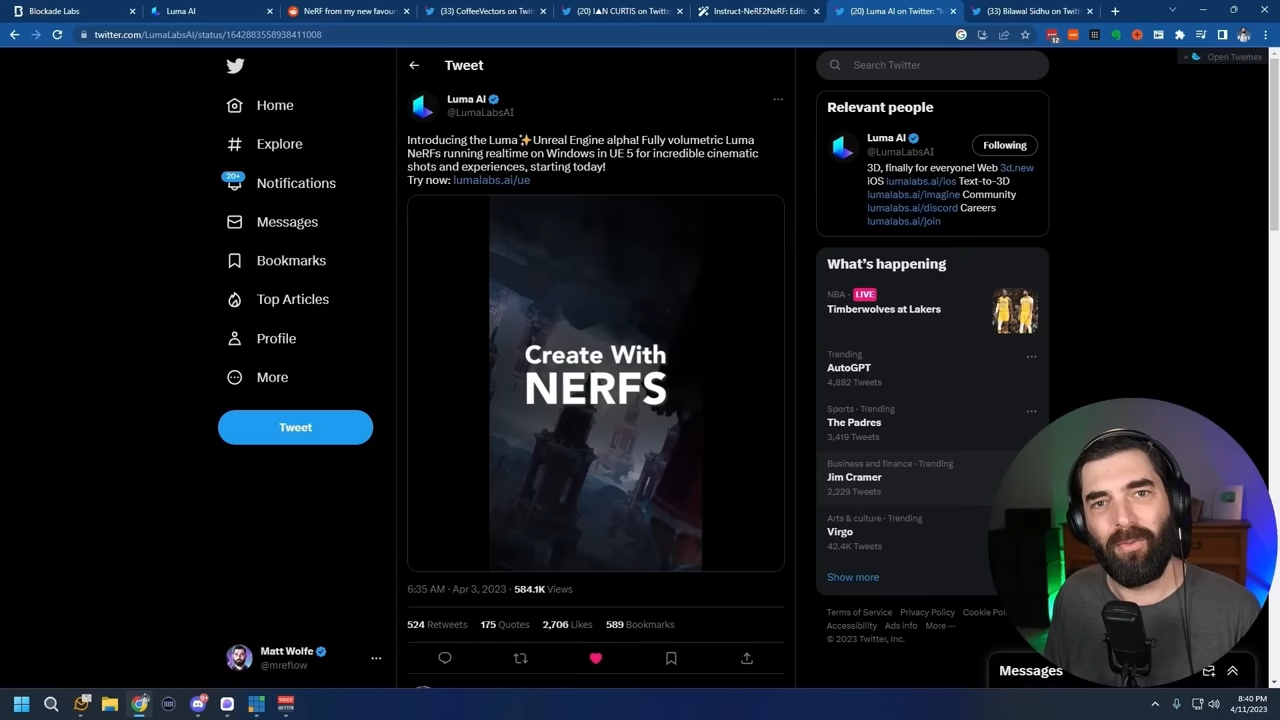 Blockade Labs
Luma AI
NeRF from my favour
(33) CoffeeVectors on Twitte
(20) I▲N CURTIS on Twitte
Instruct-NeRF2NeRF: Editin
(20) Luma AI on Twitter: "I
(33) Bilawal Sidhu on Twitt
twitter.com/LumaLabsAI/status/1642883558938411008
12
Open Twemex
Home
Explore
20+
Notifications
Messages
Bookmarks
Top Articles
Profile
More
Tweet
Matt Wolfe
@mreflow
Tweet
Luma AI
@LumaLabsAI
Introducing the Luma✨Unreal Engine alpha! Fully volumetric Luma
NeRFs running realtime on Windows in UE 5 for incredible cinematic
shots and experiences, starting today!
Try now: lumalabs.ai/ue
Create With
NERFS
6:35 AM · Apr 3, 2023 · 584.1K Views
524 Retweets 175 Quotes 2,706 Likes 589 Bookmarks
Search Twitter
Relevant people
Luma AI
@LumaLabsAI
Following
3D, finally for everyone! Web 3d.new
iOS lumalabs.ai/ios Text-to-3D
lumalabs.ai/imagine Community
lumalabs.ai/discord Careers
lumalabs.ai/join
What's happening
NBA · LIVE
Timberwolves at Lakers
Trending
AutoGPT
4,882 Tweets
Sports · Trending
The Padres
3,419 Tweets
Business and finance · Trending
Jim Cramer
2,229 Tweets
Arts & culture · Trending
Virgo
42.4K Tweets
Show more
Terms of Service Privacy Policy Cookie Pol
Accessibility Ads info More ···
© 2023 Twitter, Inc.
Messages
8:40 PM
4/11/2023